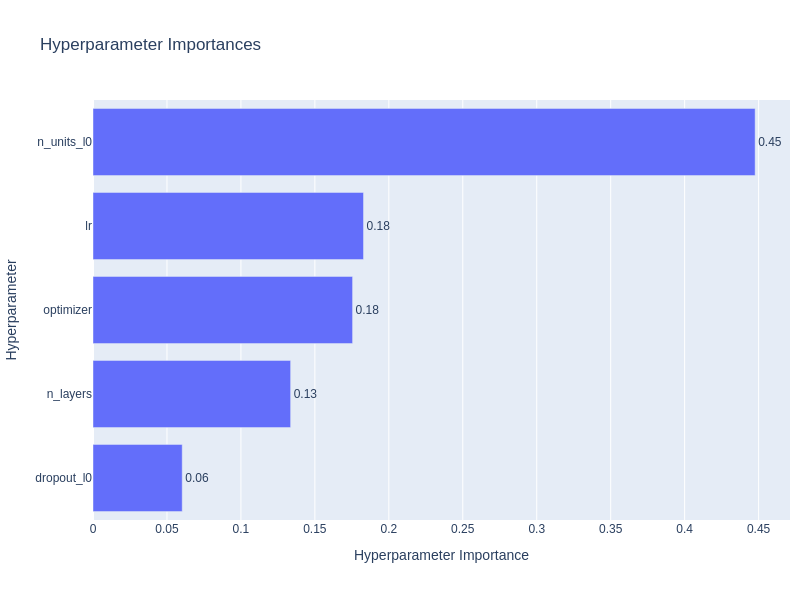 Hyperparameter Importances
Hyperparameter
n_units_l0
0.45
lr
0.18
optimizer
0.18
n_layers
0.13
dropout_l0
0.06
0 0.05 0.1 0.15 0.2 0.25 0.3 0.35 0.4 0.45
Hyperparameter Importance